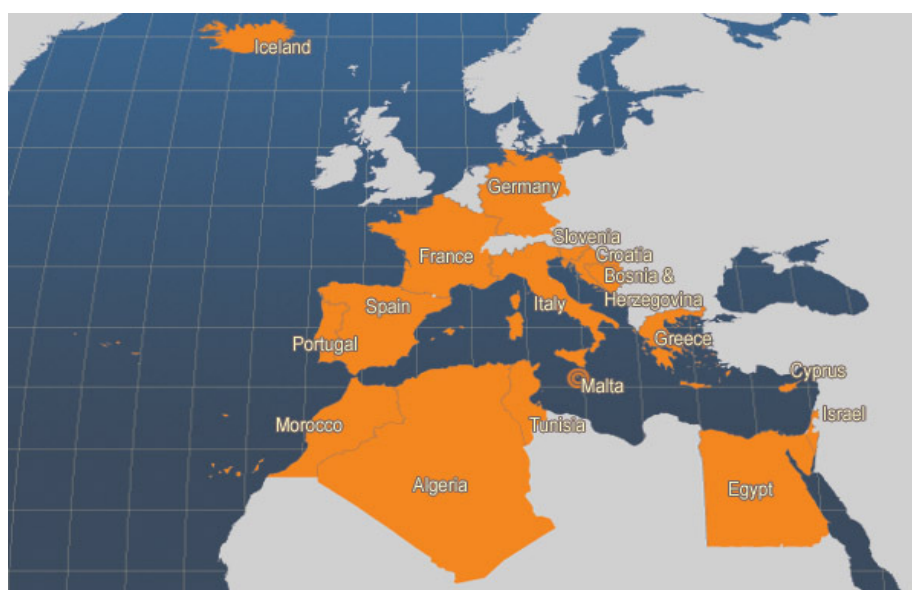 Iceland
Germany
Slovenia
Croatia
France
Bosnia &
Herzegovina
Spain
Italy
Portugal
Greece
Cyprus
Malta
Israel
Morocco
Tunisia
Algeria
Egypt